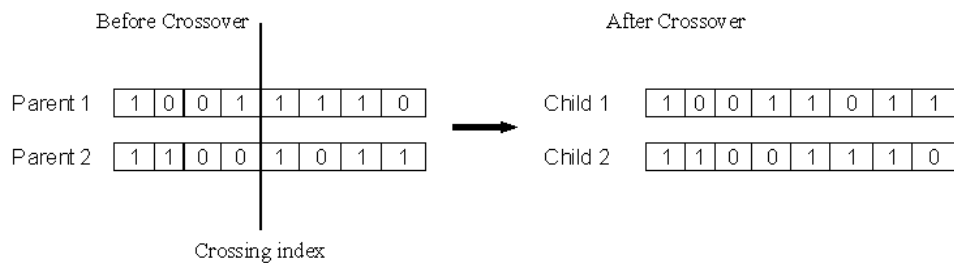 Before Crossover After Crossover
Parent 1 1 0 0 1 1 1 1 0 Child 1 1 0 0 1 1 0 1 1
Parent 2 1 1 0 0 1 0 1 1 Child 2 1 1 0 0 1 1 1 0
Crossing index